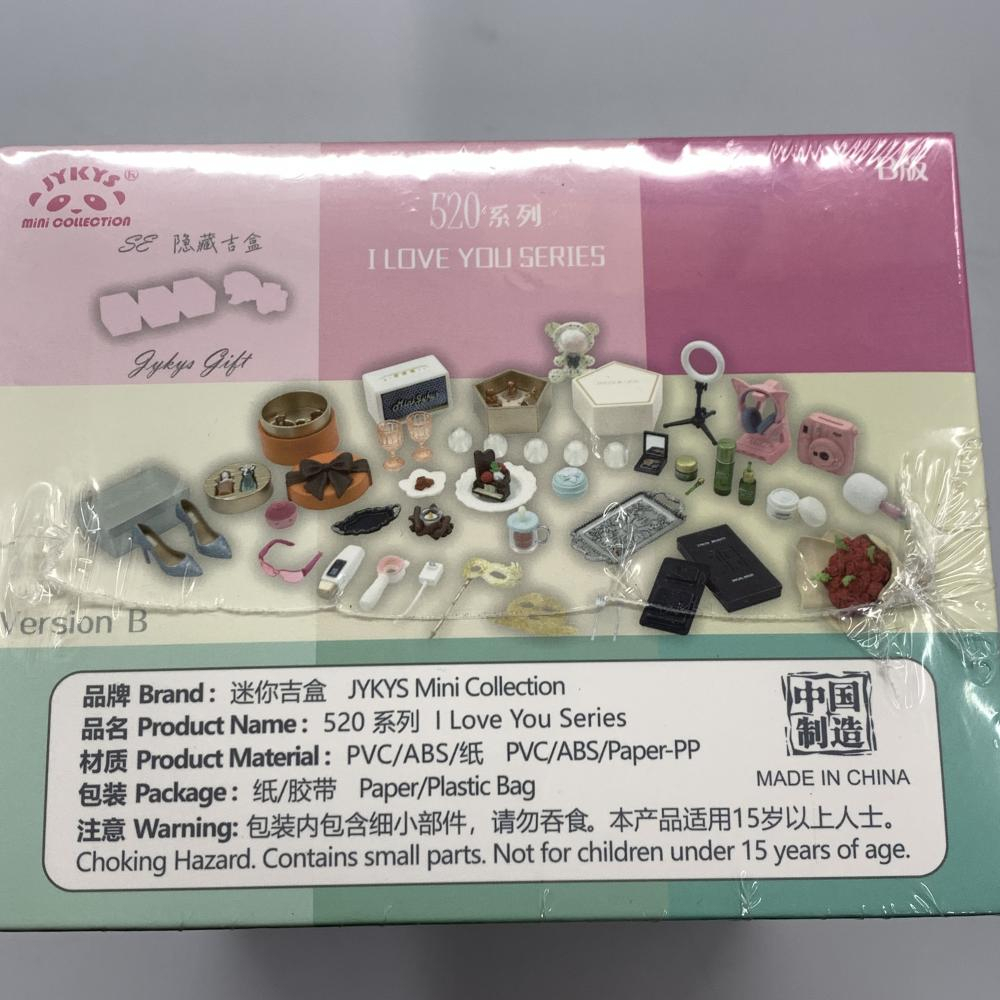 B版
JYKYS®
MINI COLLECTION
520 系列
SE 隐藏吉盒
I LOVE YOU SERIES
Jykys Gift
Version B
品牌 Brand : 迷你吉盒 JYKYS Mini Collection
品名 Product Name : 520 系列 I Love You Series
材质 Product Material : PVC/ABS/纸 PVC/ABS/Paper-PP
包装 Package : 纸/胶带 Paper/Plastic Bag
注意 Warning: 包装内包含细小部件，请勿吞食。本产品适用15岁以上人士。
Choking Hazard. Contains small parts. Not for children under 15 years of age.
中国
制造
MADE IN CHINA